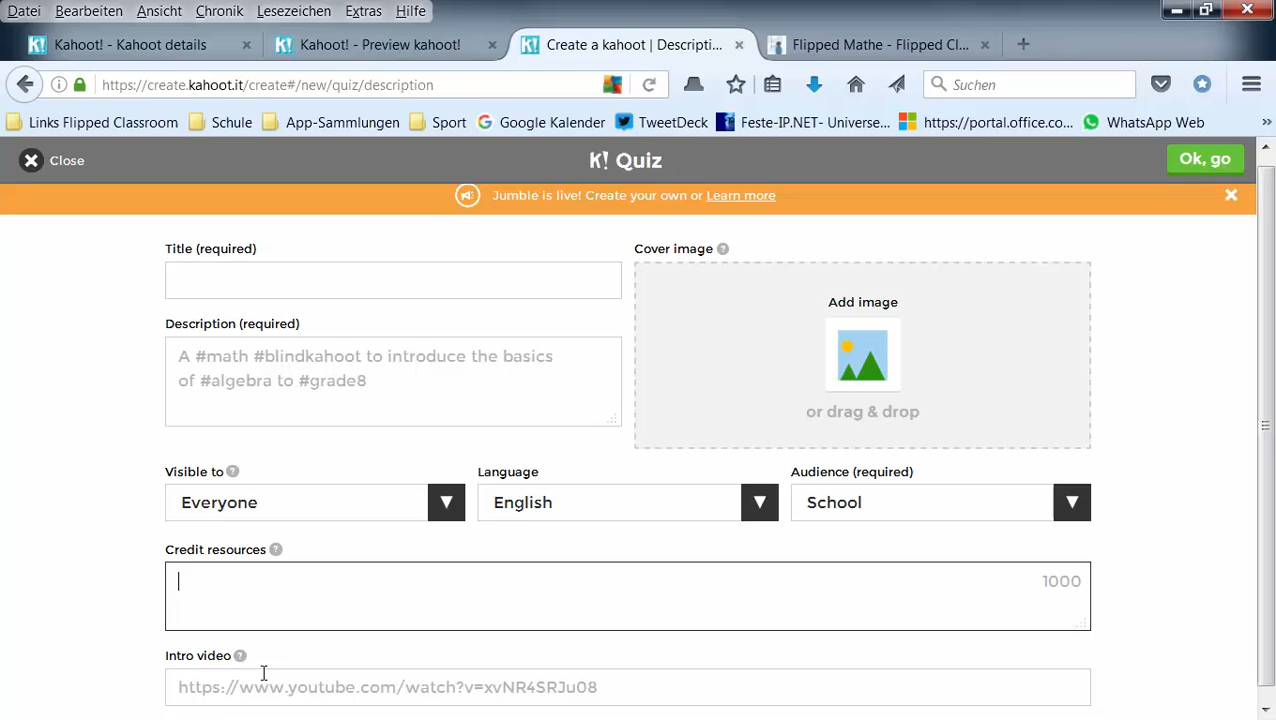 Datei Bearbeiten Ansicht Chronik Lesezeichen Extras Hilfe
Kahoot! - Kahoot details
Kahoot! - Preview kahoot!
Create a kahoot | Descripti...
Flipped Mathe - Flipped Cl...
https://create.kahoot.it/create#/new/quiz/description
Suchen
Links Flipped Classroom Schule App-Sammlungen Sport Google Kalender TweetDeck Feste-IP.NET- Universe... https://portal.office.co... WhatsApp Web
Close
K! Quiz
Ok, go
Jumble is live! Create your own or Learn more
Title (required)
Cover image
Add image
or drag & drop
Description (required)
A #math #blindkahoot to introduce the basics
of #algebra to #grade8
Visible to Language Audience (required)
Everyone English School
Credit resources
1000
Intro video
https://www.youtube.com/watch?v=xvNR4SRJu08